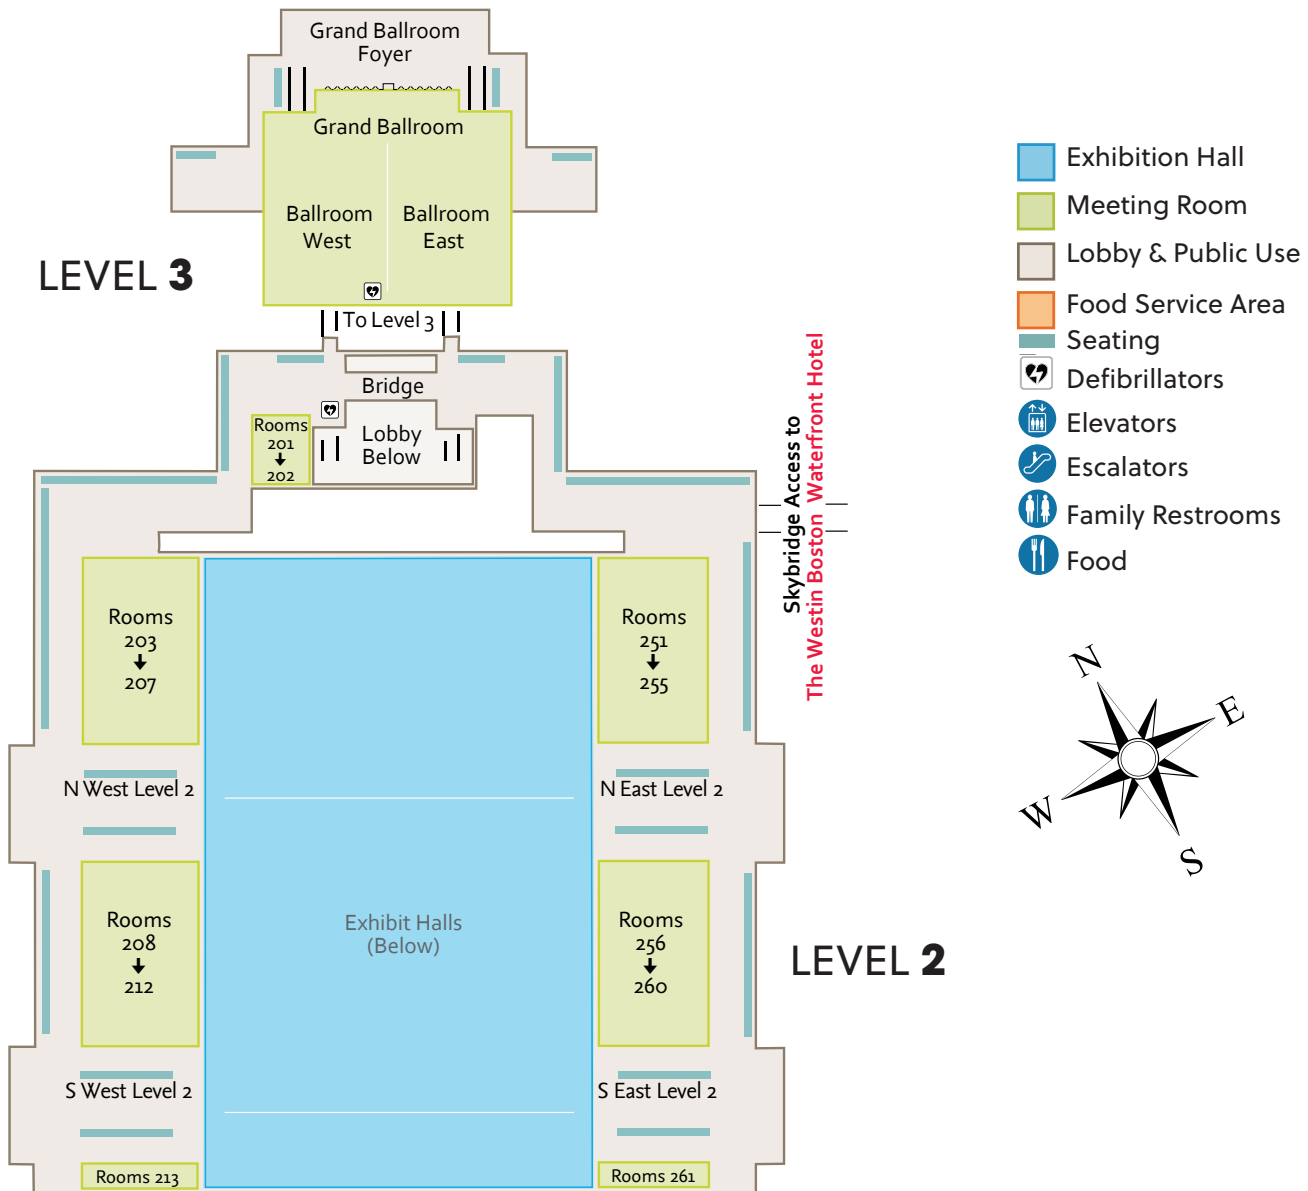 Grand Ballroom
Foyer
Grand Ballroom
Ballroom
West
Ballroom
East
LEVEL 3
To Level 3
Bridge
Rooms
201
202
Lobby
Below
Skybridge Access to
The Westin Boston Waterfront Hotel
Rooms
203
207
Rooms
251
255
N West Level 2
N East Level 2
Rooms
208
212
Exhibit Halls
(Below)
Rooms
256
260
LEVEL 2
S West Level 2
S East Level 2
Rooms 213
Rooms 261
Exhibition Hall
Meeting Room
Lobby & Public Use
Food Service Area
Seating
Defibrillators
Elevators
Escalators
Family Restrooms
Food
N
E
W
S